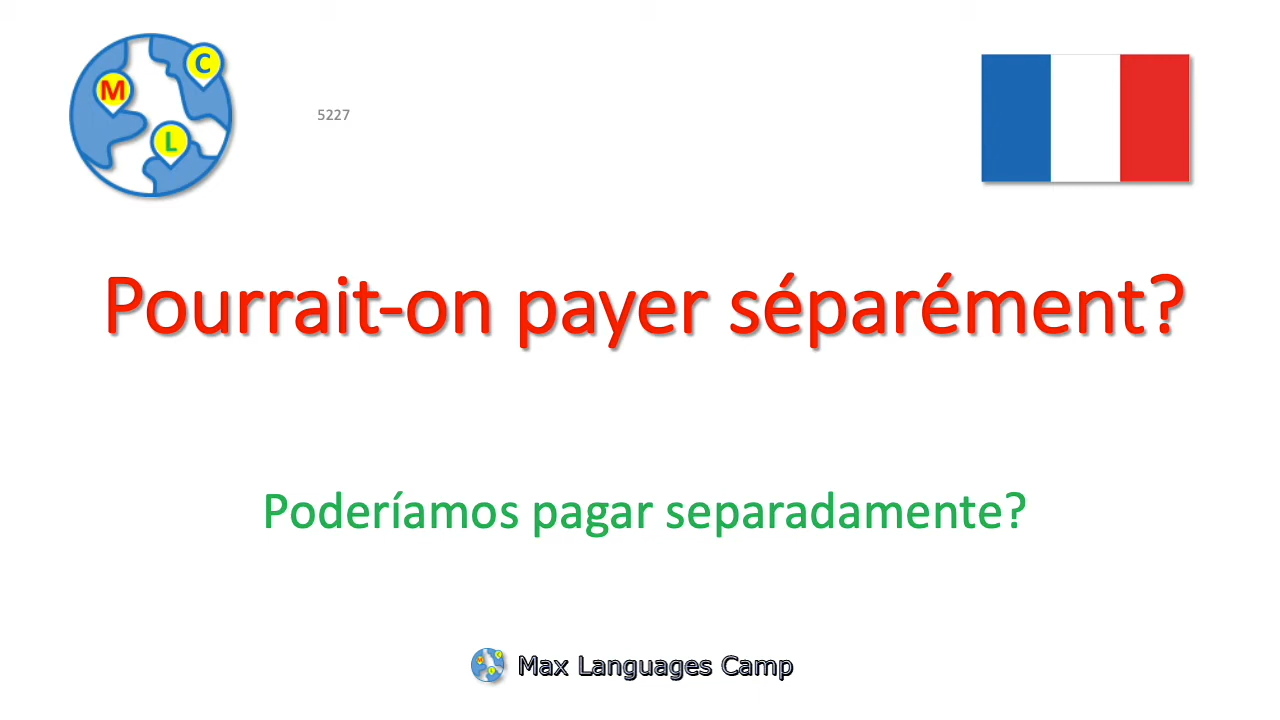 C
M
5227
L
Pourrait-on payer séparément?
Poderíamos pagar separadamente?
Max Languages Camp